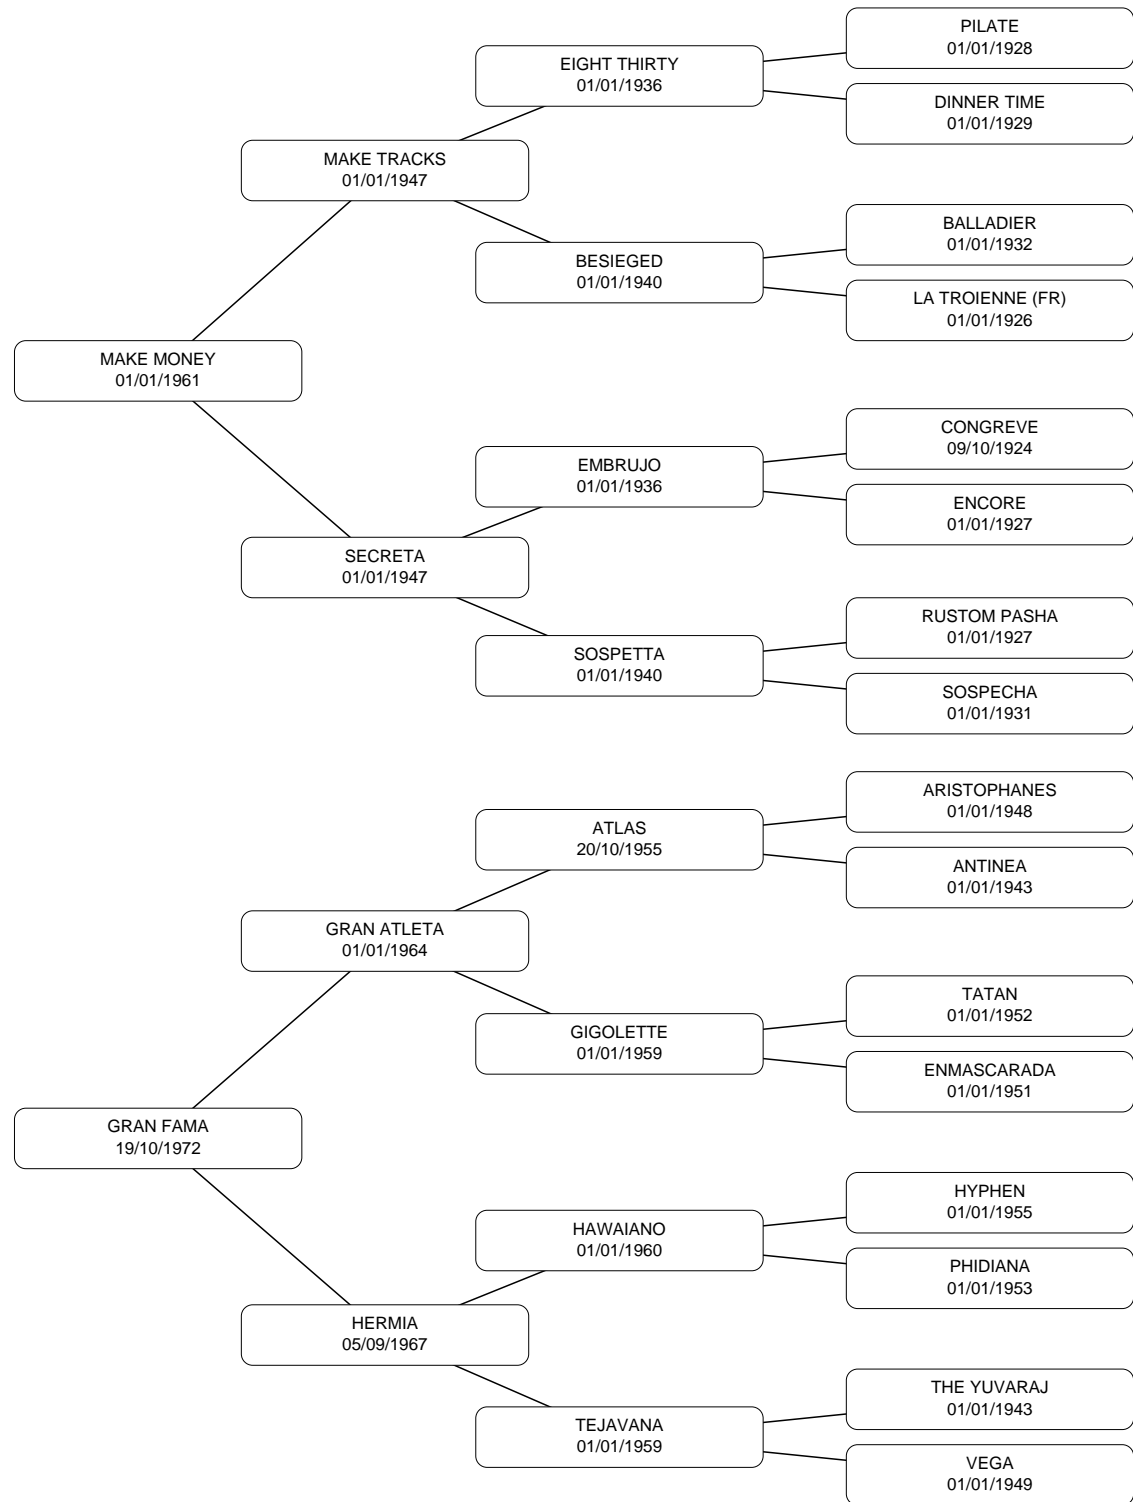 PILATE
01/01/1928
EIGHT THIRTY
01/01/1936
DINNER TIME
01/01/1929
MAKE TRACKS
01/01/1947
BALLADIER
01/01/1932
BESIEGED
01/01/1940
LA TROIENNE (FR)
01/01/1926
MAKE MONEY
01/01/1961
CONGREVE
09/10/1924
EMBRUJO
01/01/1936
ENCORE
01/01/1927
SECRETA
01/01/1947
RUSTOM PASHA
01/01/1927
SOSPETTA
01/01/1940
SOSPECHA
01/01/1931
ARISTOPHANES
01/01/1948
ATLAS
20/10/1955
ANTINEA
01/01/1943
GRAN ATLETA
01/01/1964
TATAN
01/01/1952
GIGOLETTE
01/01/1959
ENMASCARADA
01/01/1951
GRAN FAMA
19/10/1972
HYPHEN
01/01/1955
HAWAIANO
01/01/1960
PHIDIANA
01/01/1953
HERMIA
05/09/1967
THE YUVARAJ
01/01/1943
TEJAVANA
01/01/1959
VEGA
01/01/1949